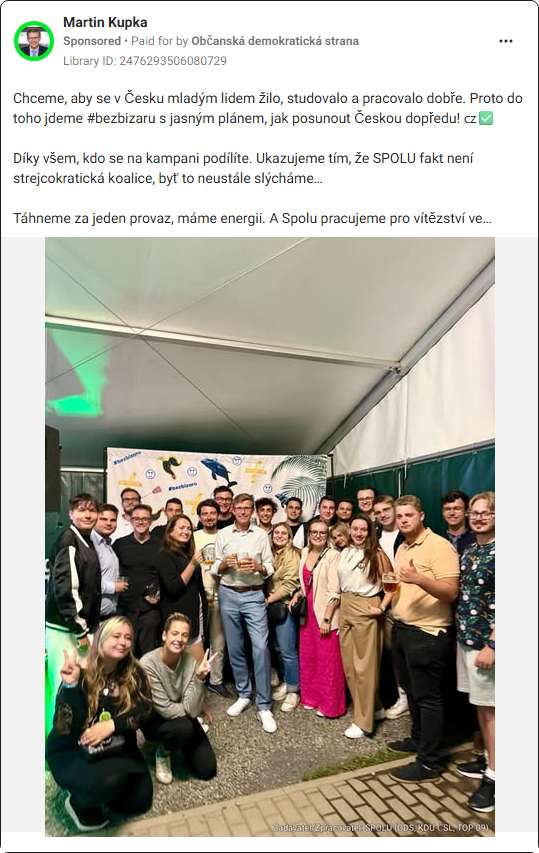 Martin Kupka
Sponsored • Paid for by Občanská demokratická strana
Library ID: 2476293506080729
Chceme, aby se v Česku mladým lidem žilo, studovalo a pracovalo dobře. Proto do
toho jdeme #bezbizaru s jasným plánem, jak posunout Českou dopředu! cz✅
Díky všem, kdo se na kampani podílíte. Ukazujeme tím, že SPOLU fakt není
strejcokratická koalice, byť to neustále slýcháme…
Táhneme za jeden provaz, máme energii. A Spolu pracujeme pro vítězství ve…
#bezbizaru
#bezbizaru
Zadavatel/Zpracovatel SPOLU (ODS, KDU-ČSL, TOP 09)